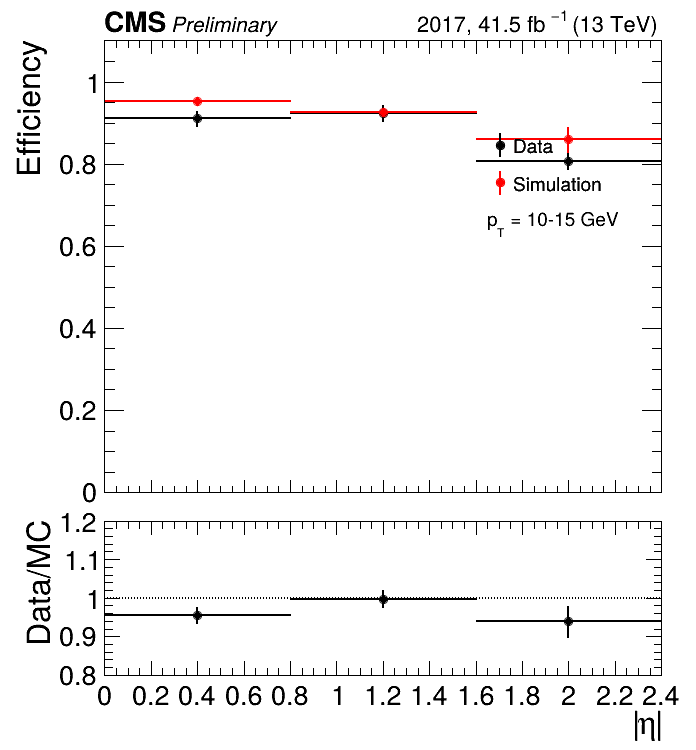 CMS Preliminary 2017, 41.5 fb⁻¹ (13 TeV)
Efficiency
1
0.8
0.6
0.4
0.2
0
Data
Simulation
p_T = 10-15 GeV
Data/MC
1.2
1.1
1
0.9
0.8
0 0.2 0.4 0.6 0.8 1 1.2 1.4 1.6 1.8 2 2.2 2.4
|η|